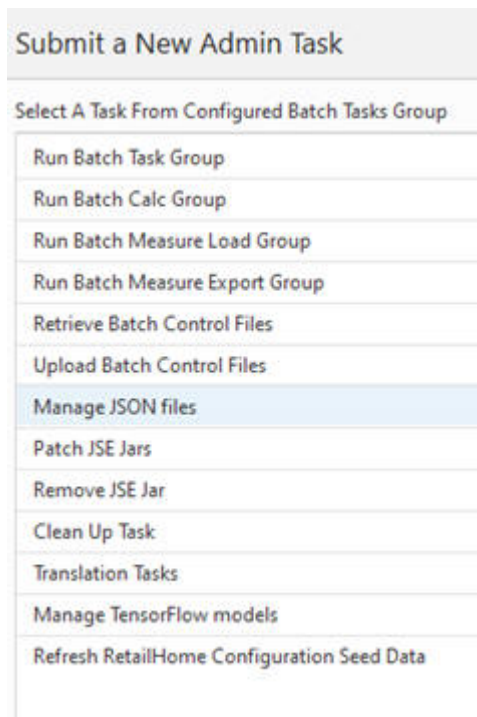 Submit a New Admin Task
Select A Task From Configured Batch Tasks Group
Run Batch Task Group
Run Batch Calc Group
Run Batch Measure Load Group
Run Batch Measure Export Group
Retrieve Batch Control Files
Upload Batch Control Files
Manage JSON files
Patch JSE Jars
Remove JSE Jar
Clean Up Task
Translation Tasks
Manage TensorFlow models
Refresh RetailHome Configuration Seed Data